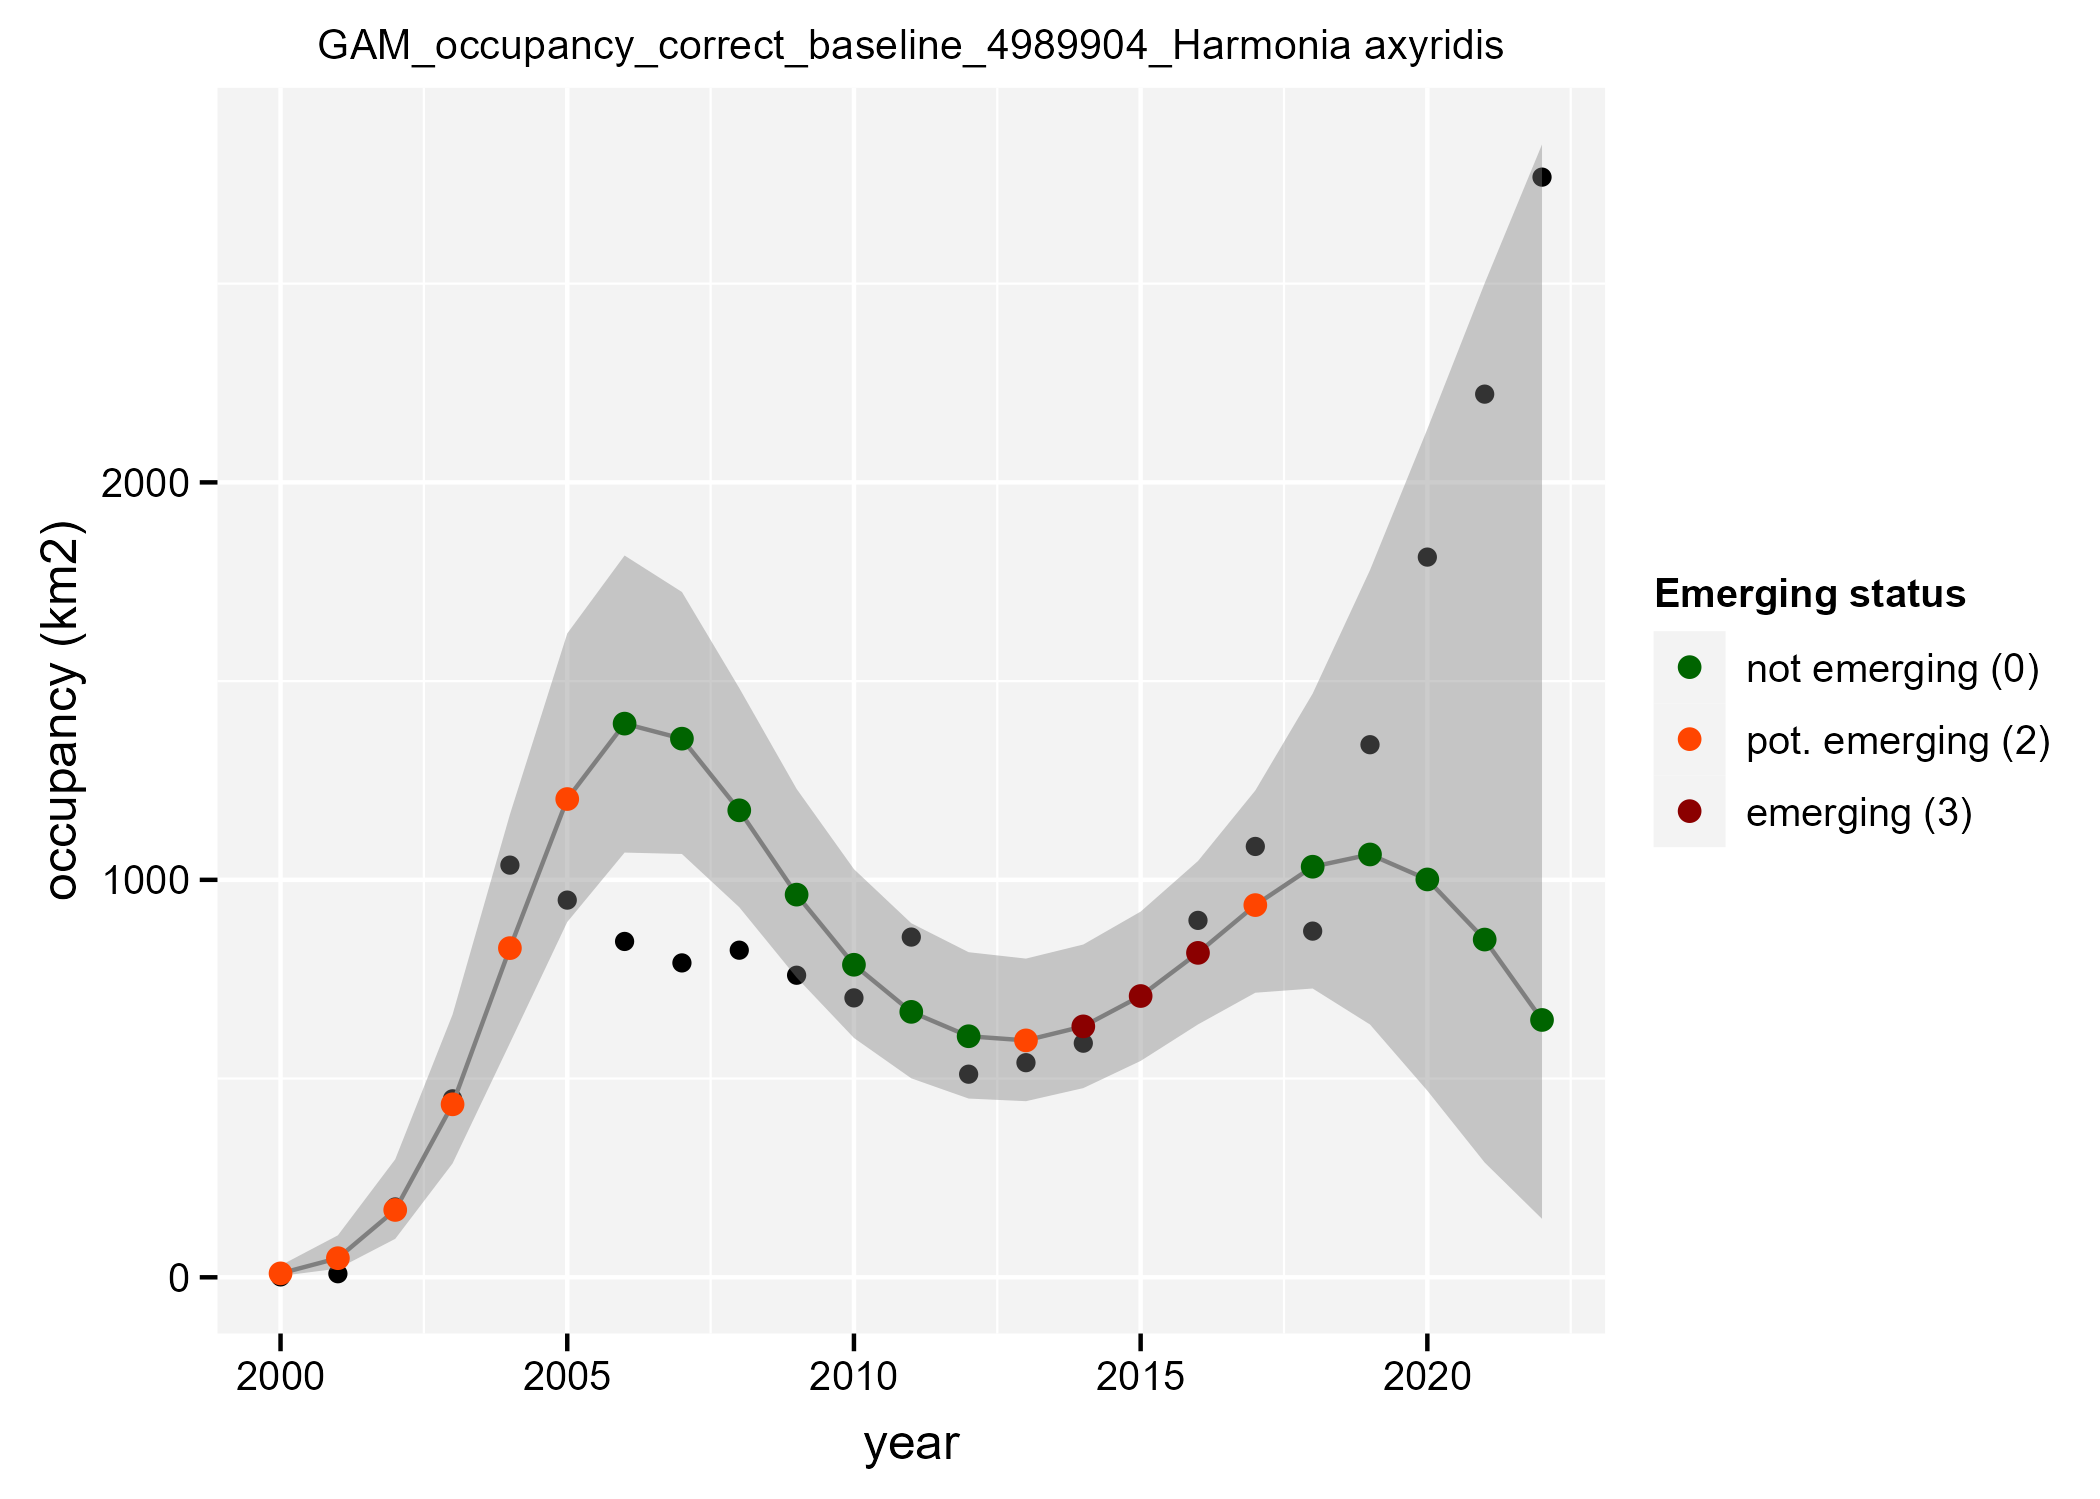 GAM_occupancy_correct_baseline_4989904_Harmonia axyridis
occupancy (km2)
2000
1000
0
2000 2005 2010 2015 2020
year
Emerging status
not emerging (0)
pot. emerging (2)
emerging (3)